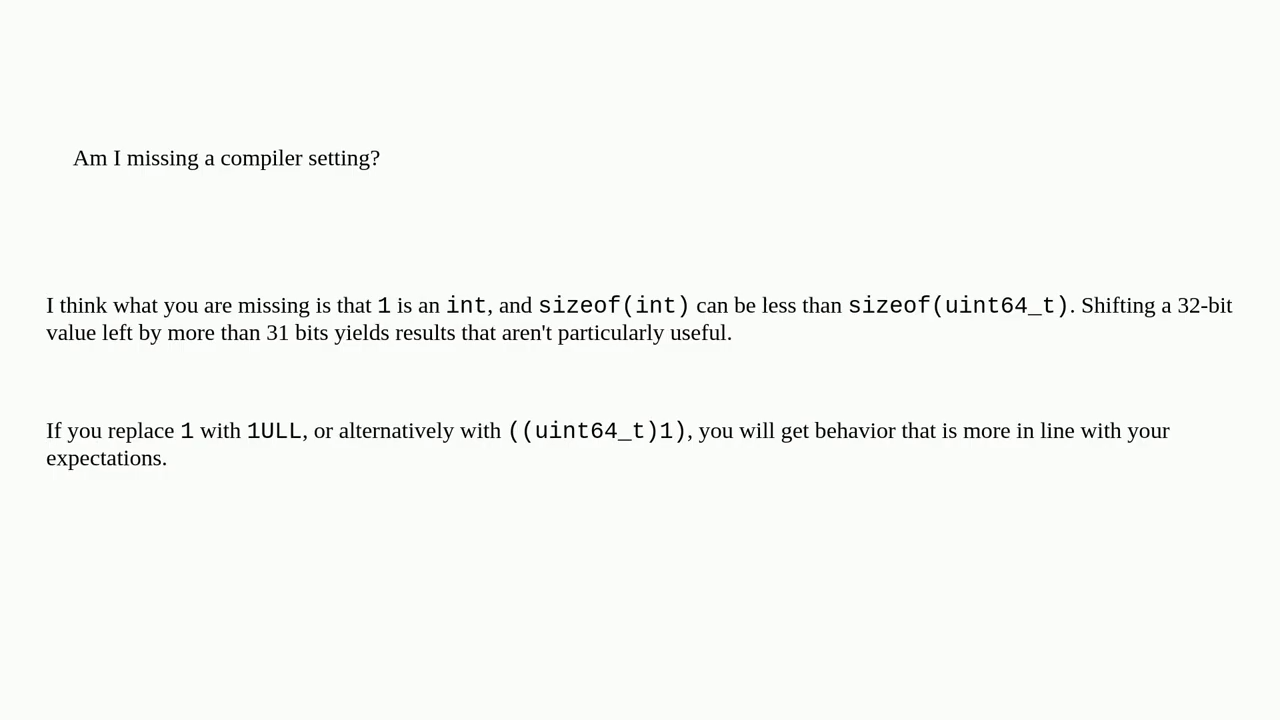 Am I missing a compiler setting?
I think what you are missing is that 1 is an int, and sizeof(int) can be less than sizeof(uint64_t). Shifting a 32-bit
value left by more than 31 bits yields results that aren't particularly useful.
If you replace 1 with 1ULL, or alternatively with ((uint64_t)1), you will get behavior that is more in line with your
expectations.